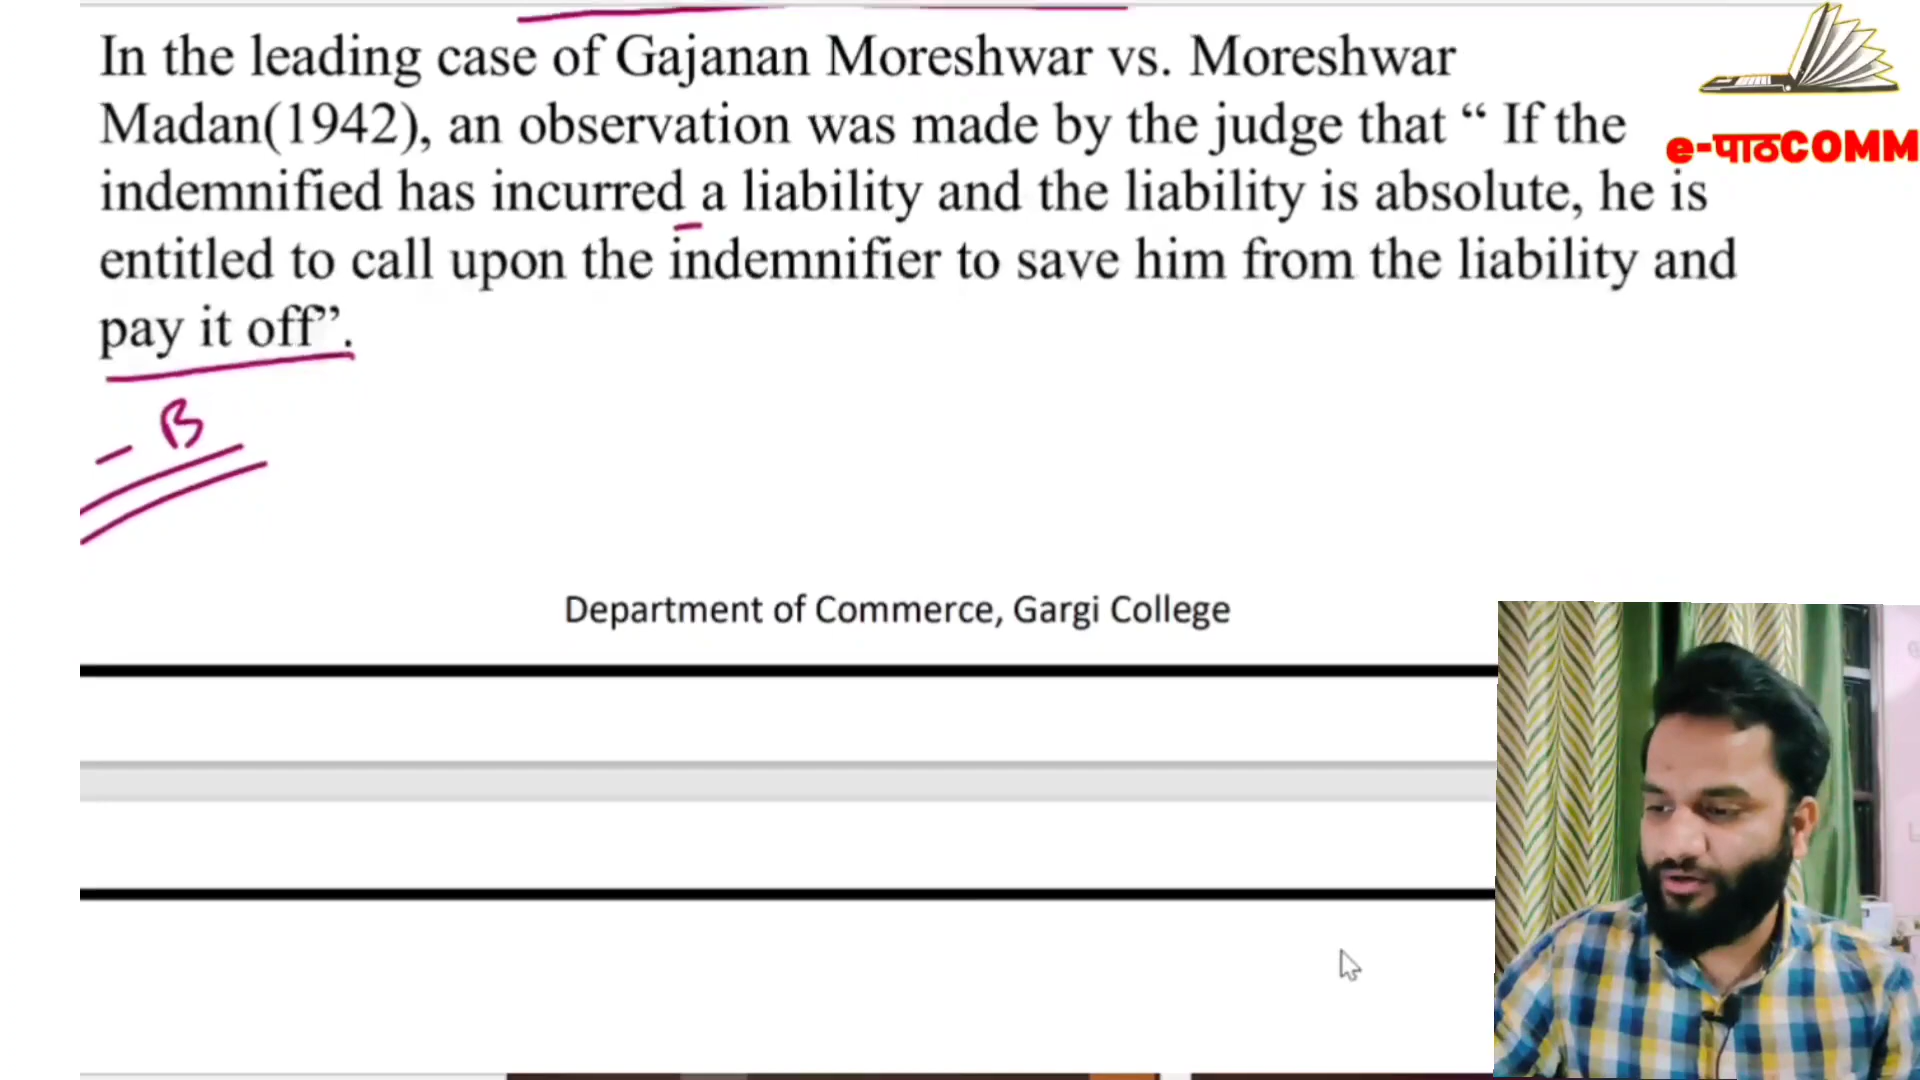 In the leading case of Gajanan Moreshwar vs. Moreshwar
Madan(1942), an observation was made by the judge that “ If the
indemnified has incurred a liability and the liability is absolute, he is
entitled to call upon the indemnifier to save him from the liability and
pay it off”.
e-पाठCOMM
B
Department of Commerce, Gargi College